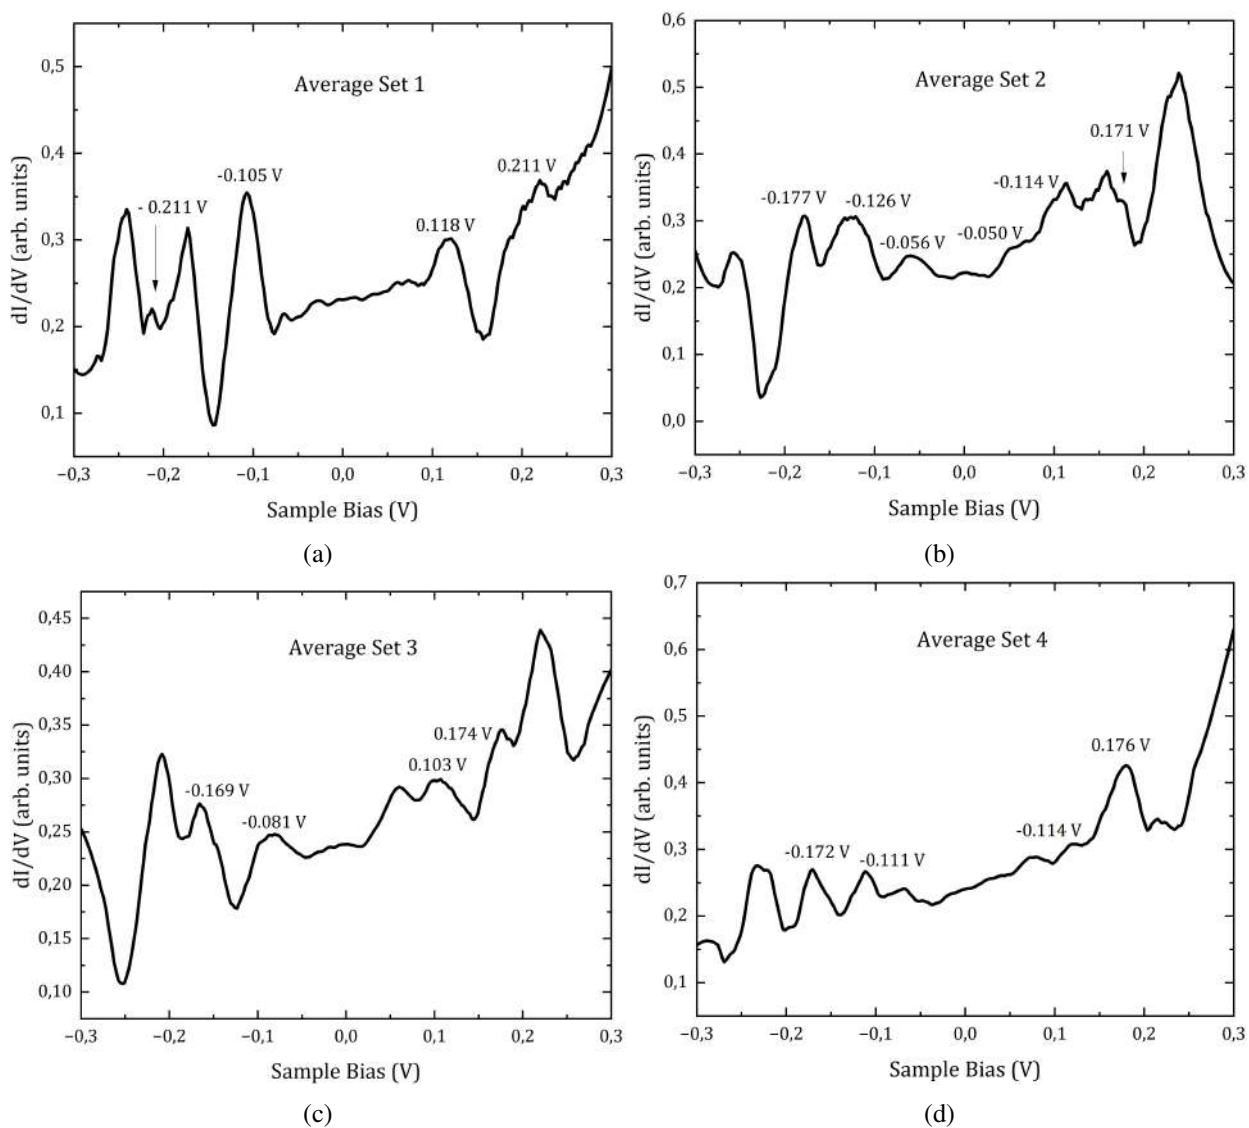 Average Set 1
- 0.211 V
-0.105 V
0.118 V
0.211 V
0,5
0,4
0,3
0,2
0,1
dI/dV (arb. units)
−0,3 −0,2 −0,1 0,0 0,1 0,2 0,3
Sample Bias (V)
(a)
Average Set 2
-0.177 V
-0.126 V
-0.056 V
-0.050 V
-0.114 V
0.171 V
0,6
0,5
0,4
0,3
0,2
0,1
0,0
dI/dV (arb. units)
−0,3 −0,2 −0,1 0,0 0,1 0,2 0,3
Sample Bias (V)
(b)
Average Set 3
-0.169 V
-0.081 V
0.103 V
0.174 V
0,45
0,40
0,35
0,30
0,25
0,20
0,15
0,10
dI/dV (arb. units)
−0,3 −0,2 −0,1 0,0 0,1 0,2 0,3
Sample Bias (V)
(c)
Average Set 4
-0.172 V
-0.111 V
-0.114 V
0.176 V
0,7
0,6
0,5
0,4
0,3
0,2
0,1
dI/dV (arb. units)
−0,3 −0,2 −0,1 0,0 0,1 0,2 0,3
Sample Bias (V)
(d)